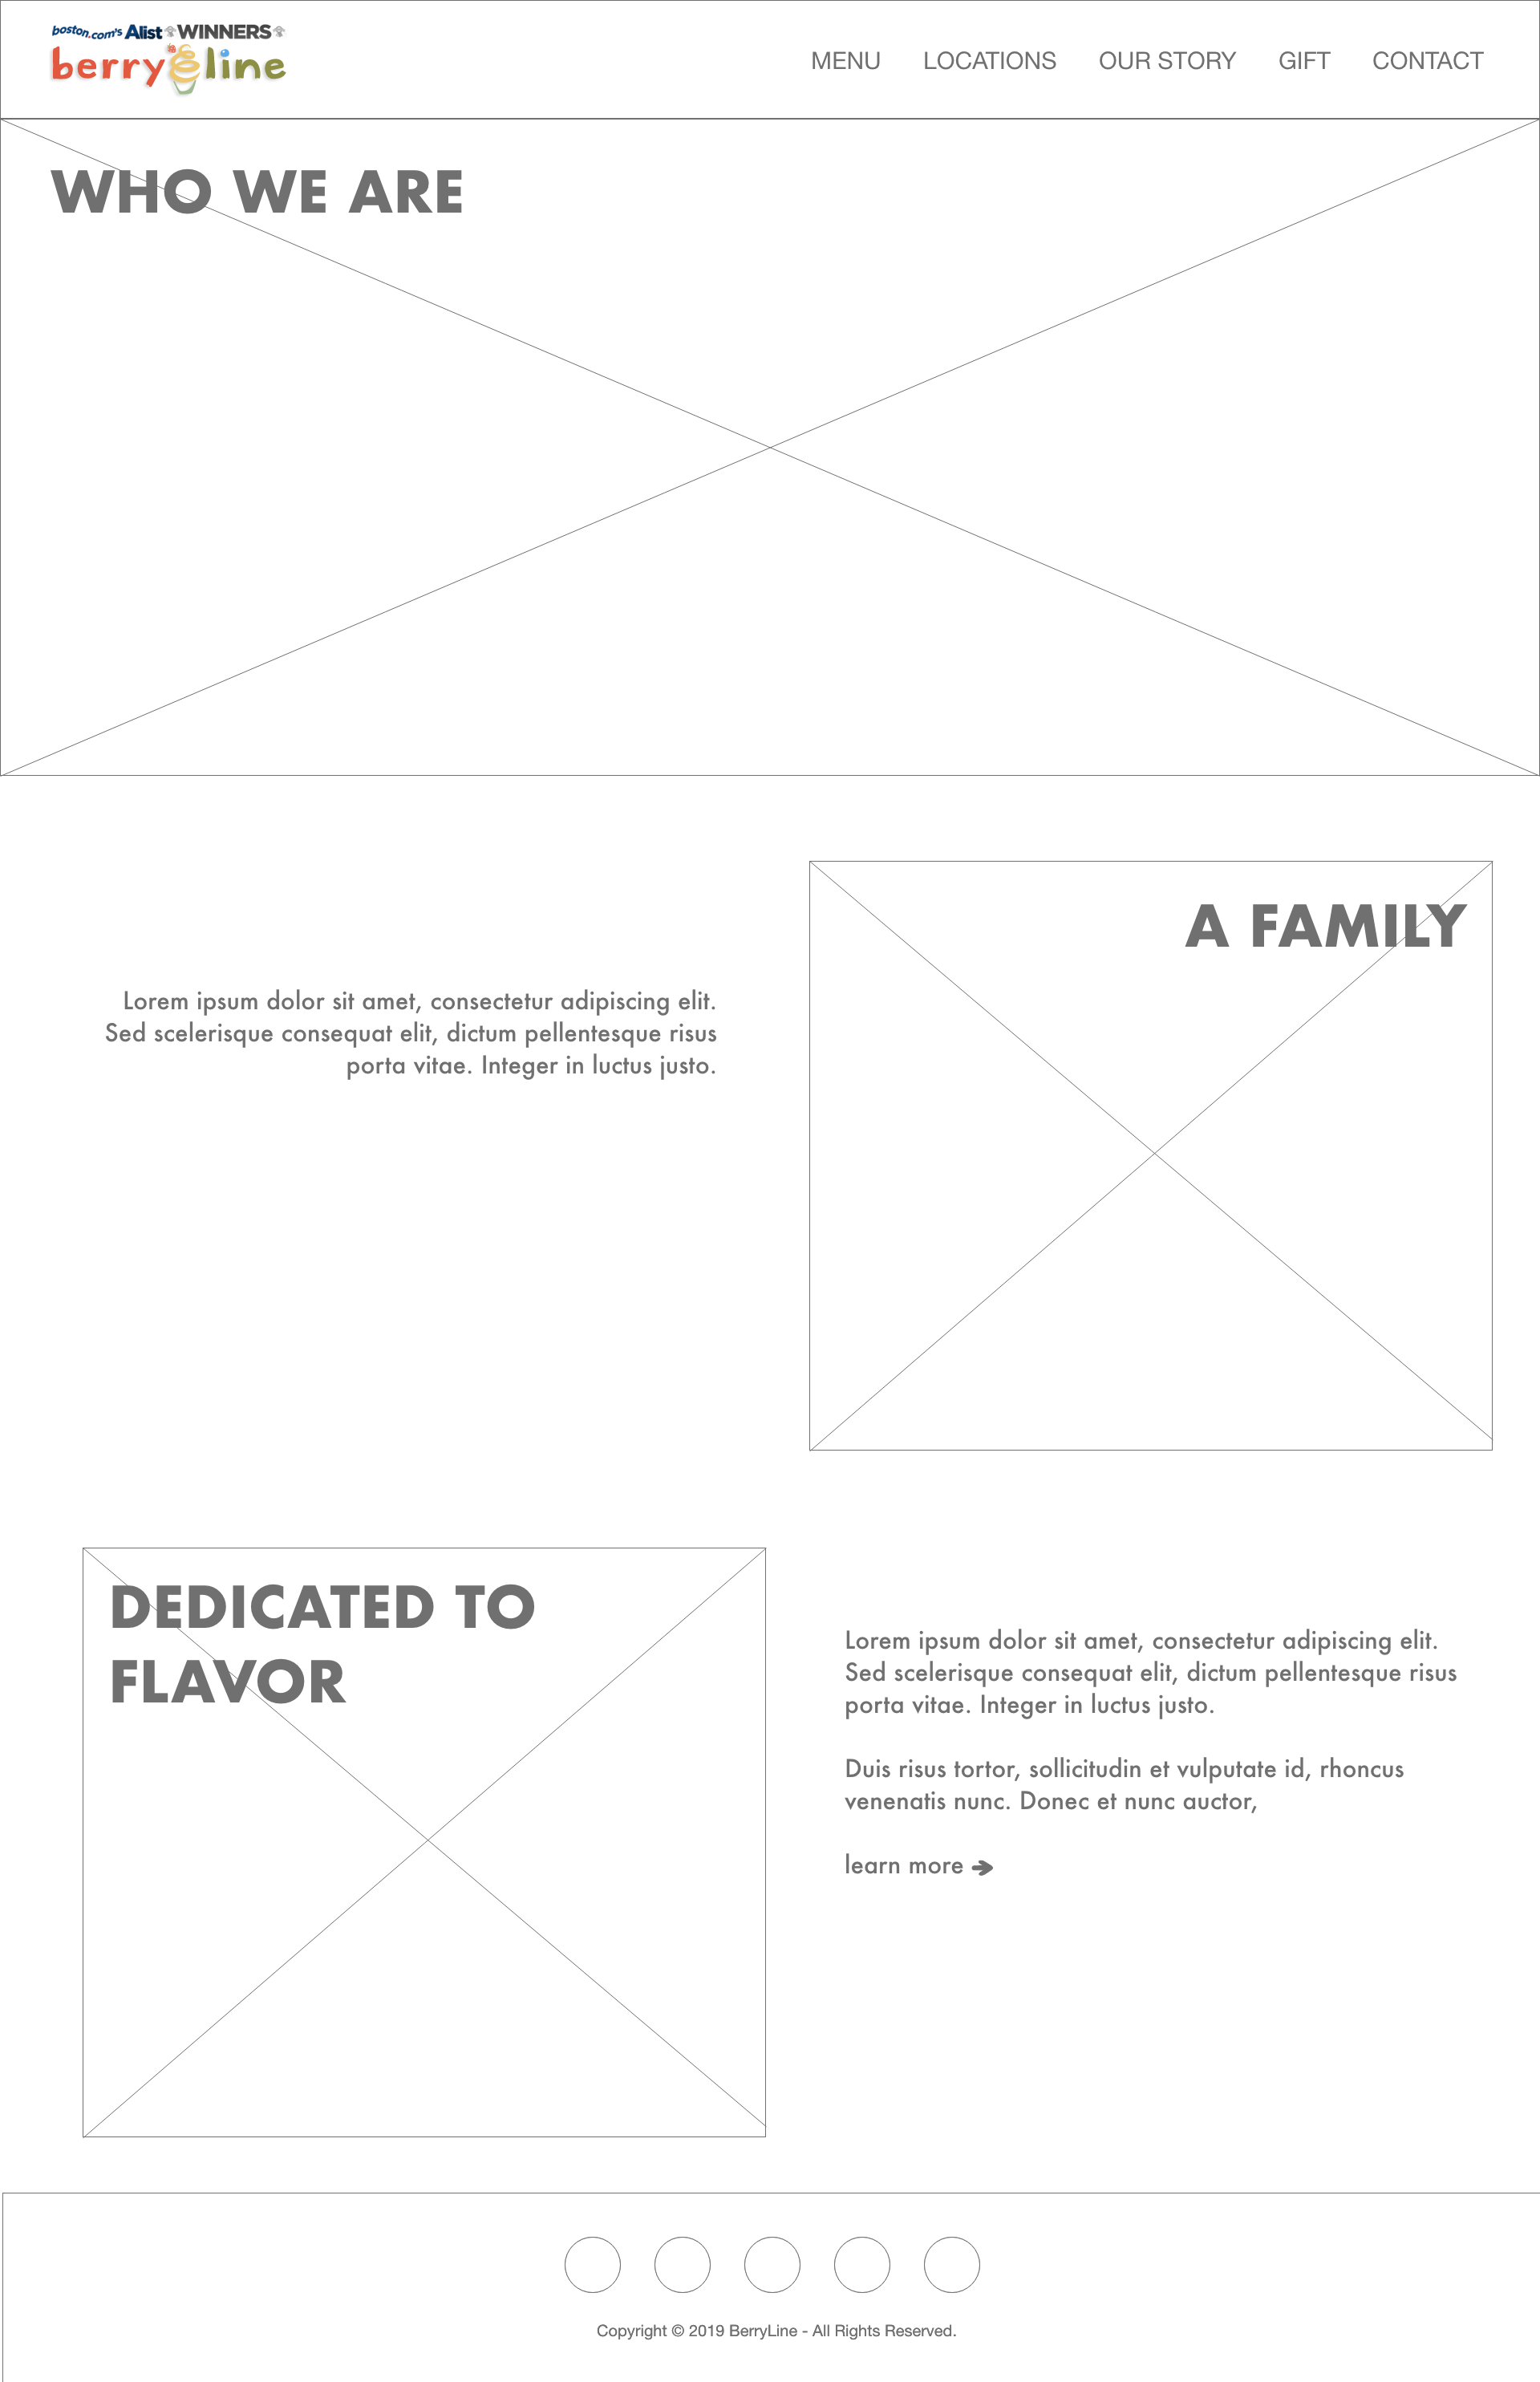 boston.com's Alist WINNERS
berryline
MENU LOCATIONS OUR STORY GIFT CONTACT
WHO WE ARE
A FAMILY
Lorem ipsum dolor sit amet, consectetur adipiscing elit.
Sed scelerisque consequat elit, dictum pellentesque risus
porta vitae. Integer in luctus justo.
DEDICATED TO
FLAVOR
Lorem ipsum dolor sit amet, consectetur adipiscing elit.
Sed scelerisque consequat elit, dictum pellentesque risus
porta vitae. Integer in luctus justo.
Duis risus tortor, sollicitudin et vulputate id, rhoncus
venenatis nunc. Donec et nunc auctor,
learn more
Copyright © 2019 BerryLine - All Rights Reserved.